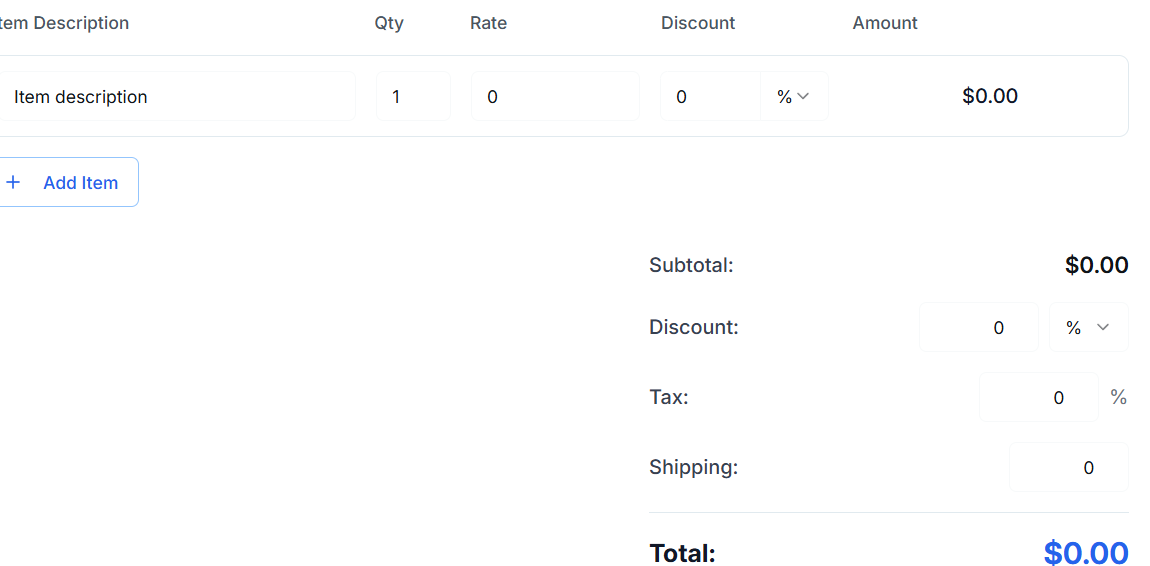 tem Description Qty Rate Discount Amount
Item description 1 0 0 % $0.00
+ Add Item
Subtotal: $0.00
Discount: 0 %
Tax: 0 %
Shipping: 0
Total: $0.00